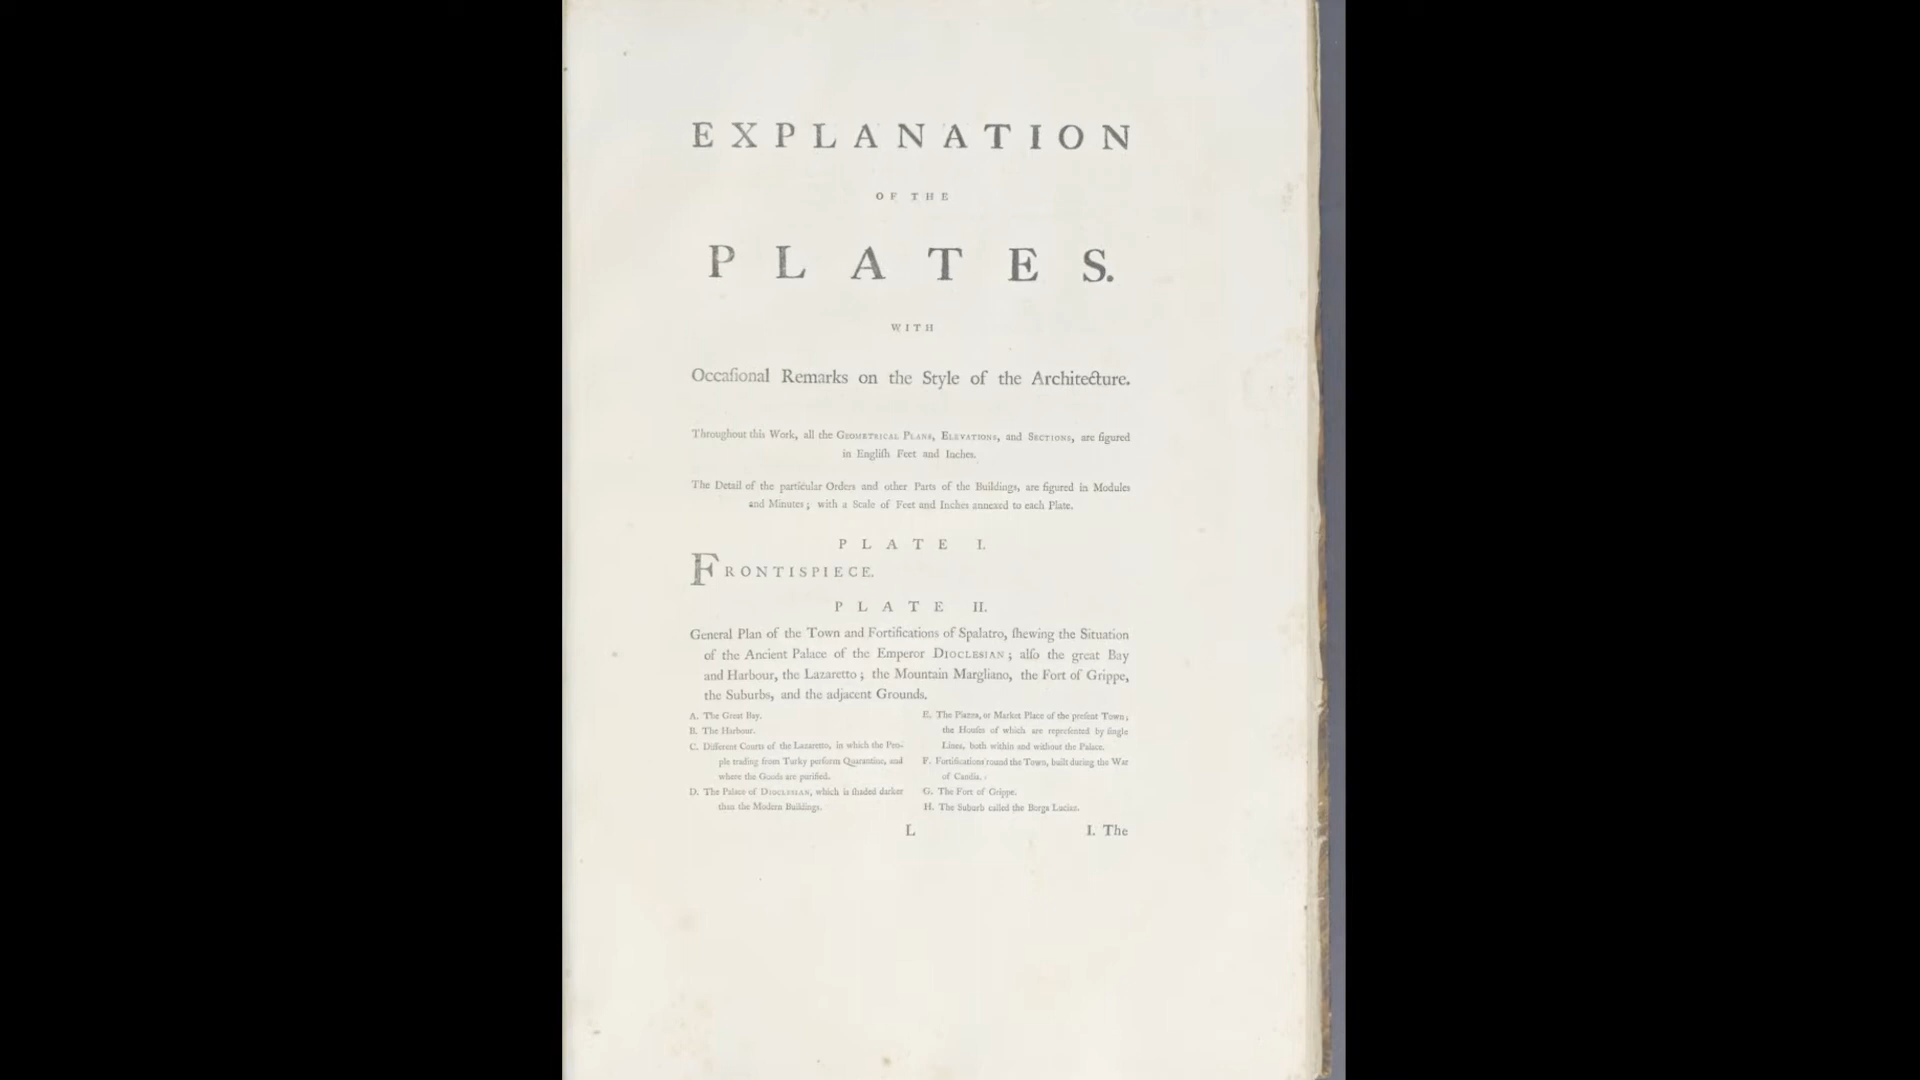 EXPLANATION
OF THE
PLATES.
WITH
Occaſional Remarks on the Style of the Architecture.
Throughout this Work, all the GEOMETRICAL PLANS, ELEVATIONS, and SECTIONS, are figured
in Engliſh Feet and Inches.
The Detail of the particular Orders and other Parts of the Buildings, are figured in Modules
and Minutes; with a Scale of Feet and Inches annexed to each Plate.
PLATE I.
FRONTISPIECE.
PLATE II.
General Plan of the Town and Fortifications of Spalatro, ſhewing the Situation
of the Ancient Palace of the Emperor DIOCLESIAN; alſo the great Bay
and Harbour, the Lazaretto; the Mountain Margliano, the Fort of Grippe,
the Suburbs, and the adjacent Grounds.
A. The Great Bay.
B. The Harbour.
C. Different Courts of the Lazaretto, in which the Peo-
ple trading from Turky perform Quarantine, and
where the Goods are purified.
D. The Palace of DIOCLESIAN, which is ſhaded darker
than the Modern Buildings.
E. The Piazza, or Market Place of the preſent Town;
the Houſes of which are repreſented by ſingle
Lines, both within and without the Palace.
F. Fortifications round the Town, built during the War
of Candia.
G. The Fort of Grippe.
H. The Suburb called the Borgo Luciaz.
L
I. The